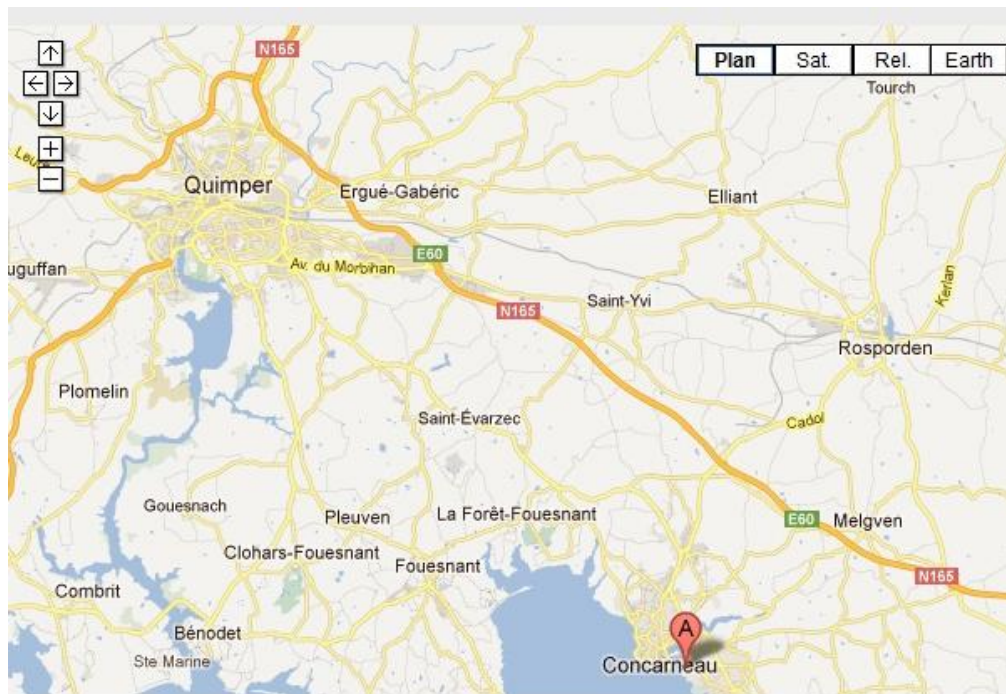 N165
Plan
Sat.
Rel.
Earth
Tourch
Quimper
Ergué-Gabéric
Elliant
E60
Av. du Morbihan
uguffan
Kerlan
Saint-Yvi
N165
Rosporden
Plomelin
Saint-Évarzec
Cadol
Gouesnach
Pleuven
La Forêt-Fouesnant
E60
Melgven
Clohars-Fouesnant
Fouesnant
N165
Combrit
Bénodet
A
Ste Marine
Concarneau